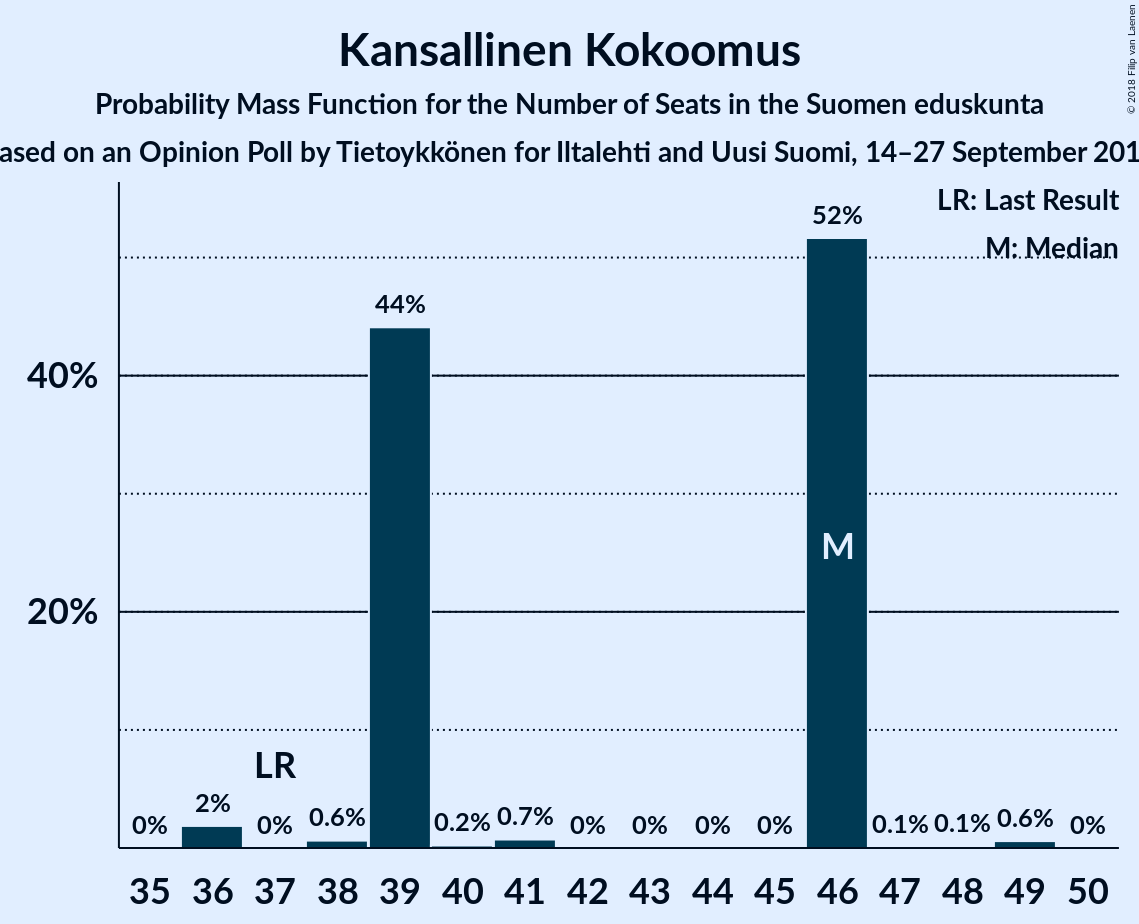 Kansallinen Kokoomus
Probability Mass Function for the Number of Seats in the Suomen eduskunta
ased on an Opinion Poll by Tietoykkönen for Iltalehti and Uusi Suomi, 14–27 September 201
© 2018 Filip van Laenen
LR: Last Result
M: Median
52%
44%
40%
M
20%
LR
0% 2% 0% 0.6% 0.2% 0.7% 0% 0% 0% 0% 0.1% 0.1% 0.6% 0%
35 36 37 38 39 40 41 42 43 44 45 46 47 48 49 50